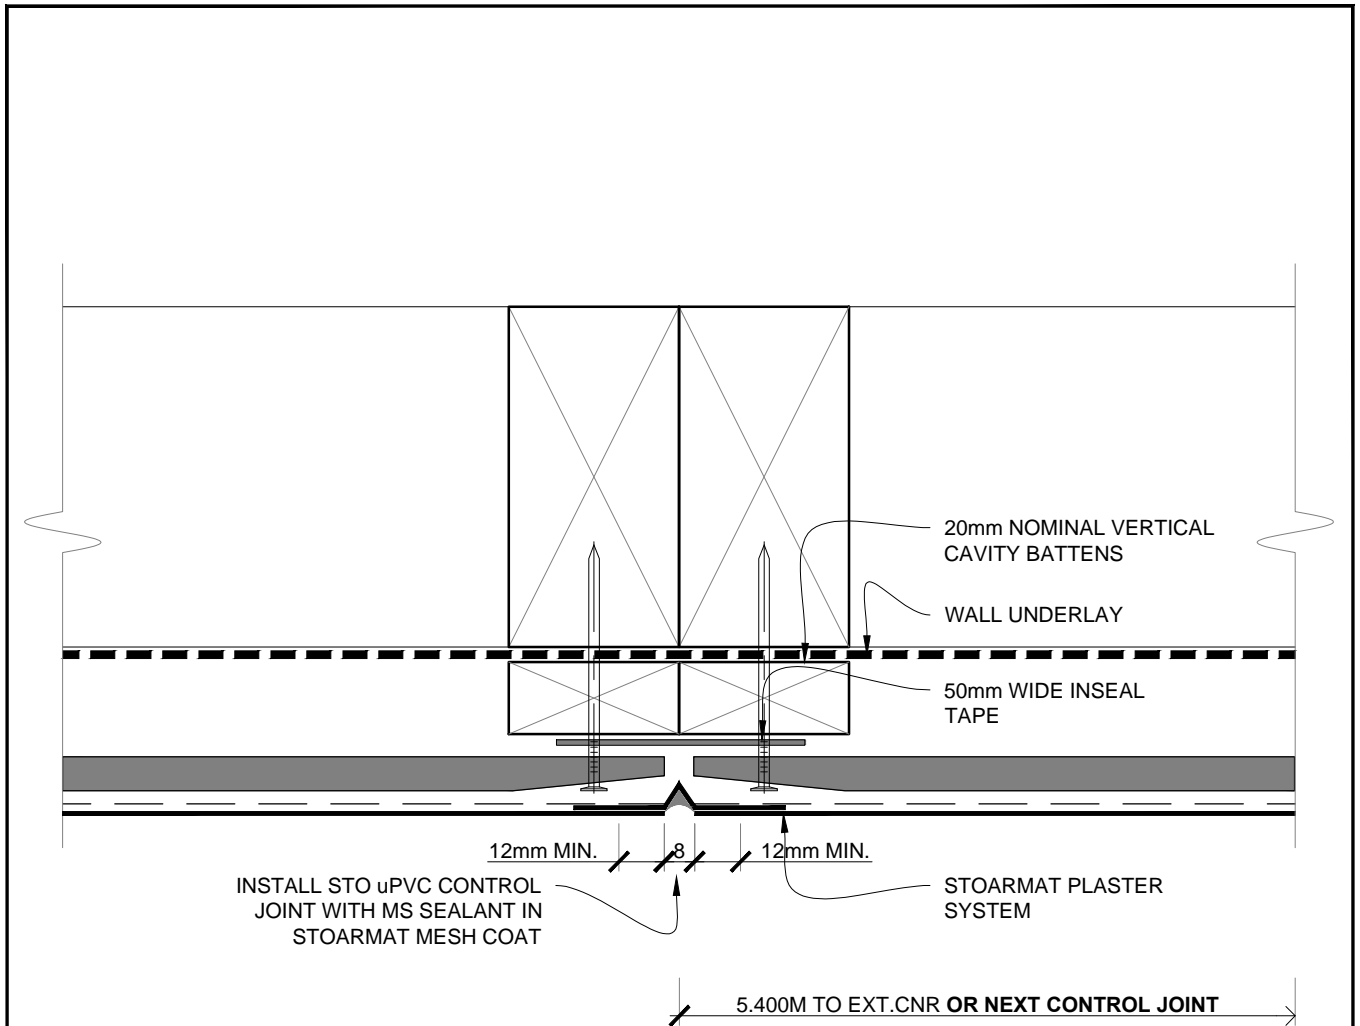 20mm NOMINAL VERTICAL
CAVITY BATTENS
WALL UNDERLAY
50mm WIDE INSEAL
TAPE
12mm MIN.
8
12mm MIN.
INSTALL STO uPVC CONTROL
JOINT WITH MS SEALANT IN
STOARMAT MESH COAT
STOARMAT PLASTER
SYSTEM
5.400M TO EXT.CNR OR NEXT CONTROL JOINT